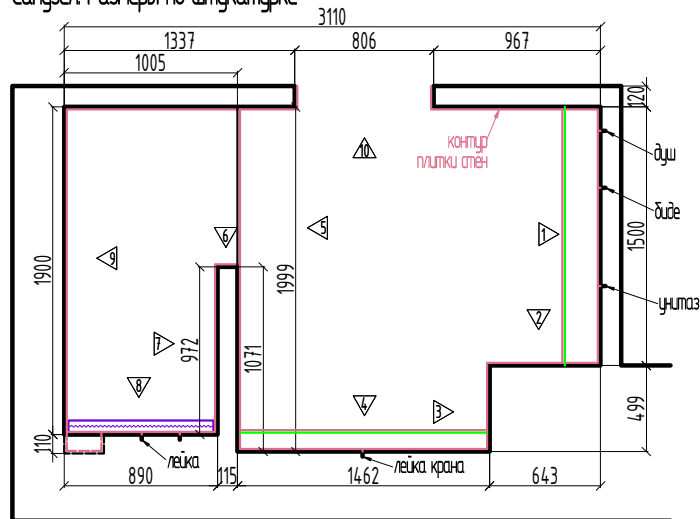 Санузел. Размеры по штукатурке
3110
1337 806 967
1005
120
контур
плитки стен
душ
биде
унитаз
10
9
5
6
1
2
7
8
4
3
1900
1999
1500
972
1071
499
110
лейка
лейка крана
890 115 1462 643